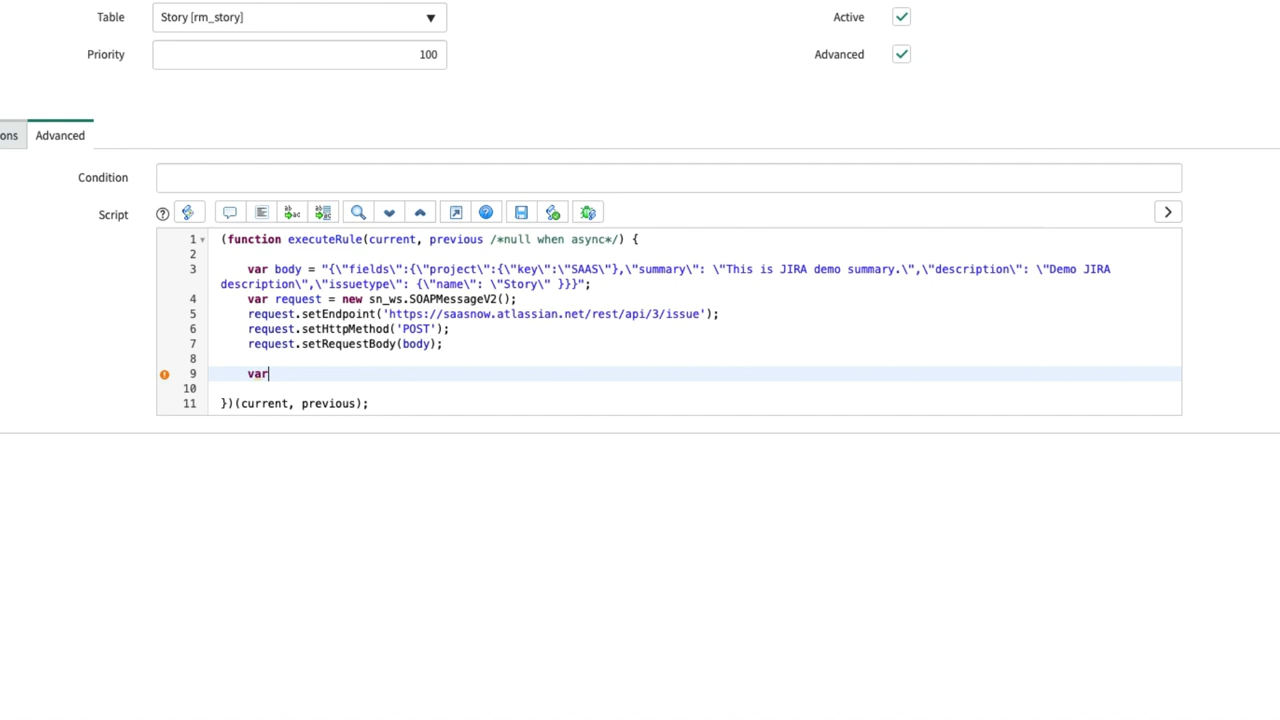 Table Story [rm_story] ▼ Active
Priority 100 Advanced
ons Advanced
Condition
Script
1 (function executeRule(current, previous /*null when async*/) {
2
3 var body = "{\"fields\":{\"project\":{\"key\":\"SAAS\"},\"summary\": \"This is JIRA demo summary.\",\"description\": \"Demo JIRA
description\",\"issuetype\": {\"name\": \"Story\" }}}";
4 var request = new sn_ws.SOAPMessageV2();
5 request.setEndpoint('https://saasnow.atlassian.net/rest/api/3/issue');
6 request.setHttpMethod('POST');
7 request.setRequestBody(body);
8
9 var
10
11 })(current, previous);